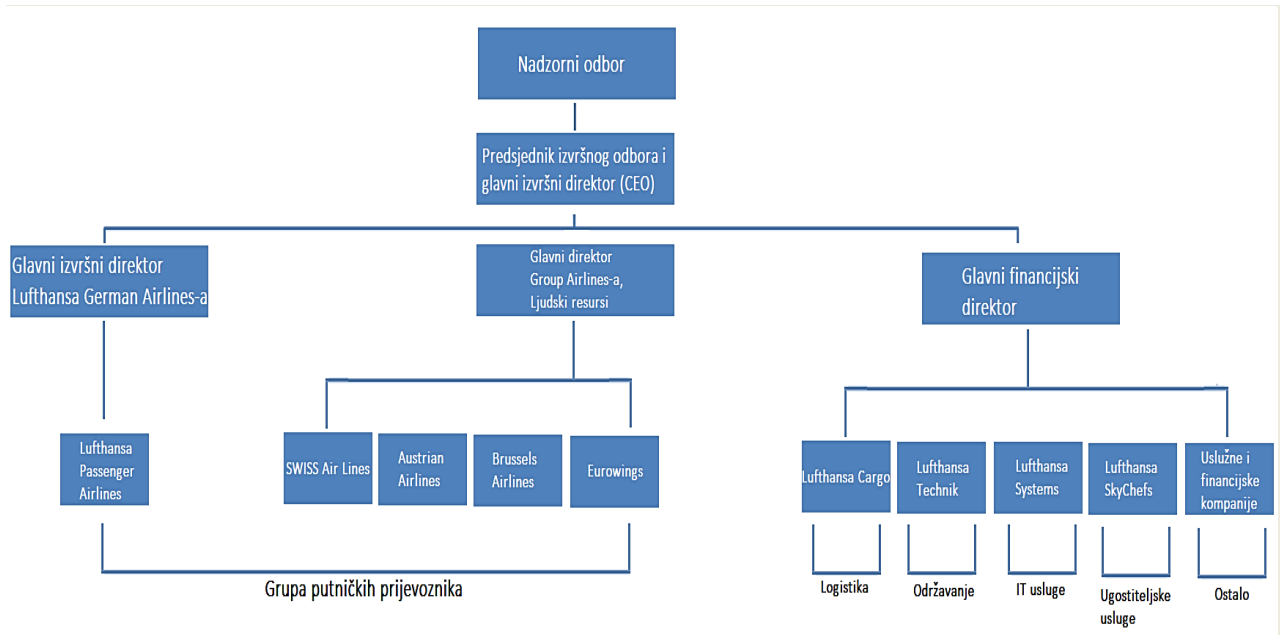 Nadzorni odbor
Predsjednik izvršnog odbora i
glavni izvršni direktor (CEO)
Glavni izvršni direktor
Lufthansa German Airlines-a
Glavni direktor
Group Airlines-a,
Ljudski resursi
Glavni financijski
direktor
Lufthansa
Passenger
Airlines
SWISS Air Lines
Austrian
Airlines
Brussels
Airlines
Eurowings
Lufthansa Cargo
Lufthansa
Technik
Lufthansa
Systems
Lufthansa
SkyChefs
Uslužne i
financijske
kompanije
Grupa putničkih prijevoznika
Logistika
Održavanje
IT usluge
Ugostiteljske
usluge
Ostalo